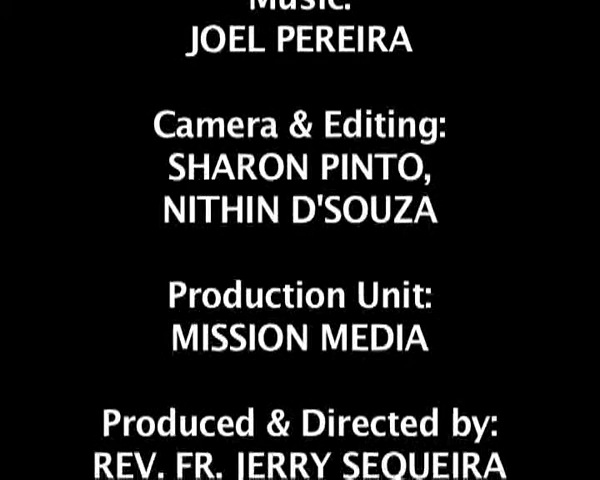 Music:
JOEL PEREIRA
Camera & Editing:
SHARON PINTO,
NITHIN D'SOUZA
Production Unit:
MISSION MEDIA
Produced & Directed by:
REV. FR. JERRY SEQUEIRA